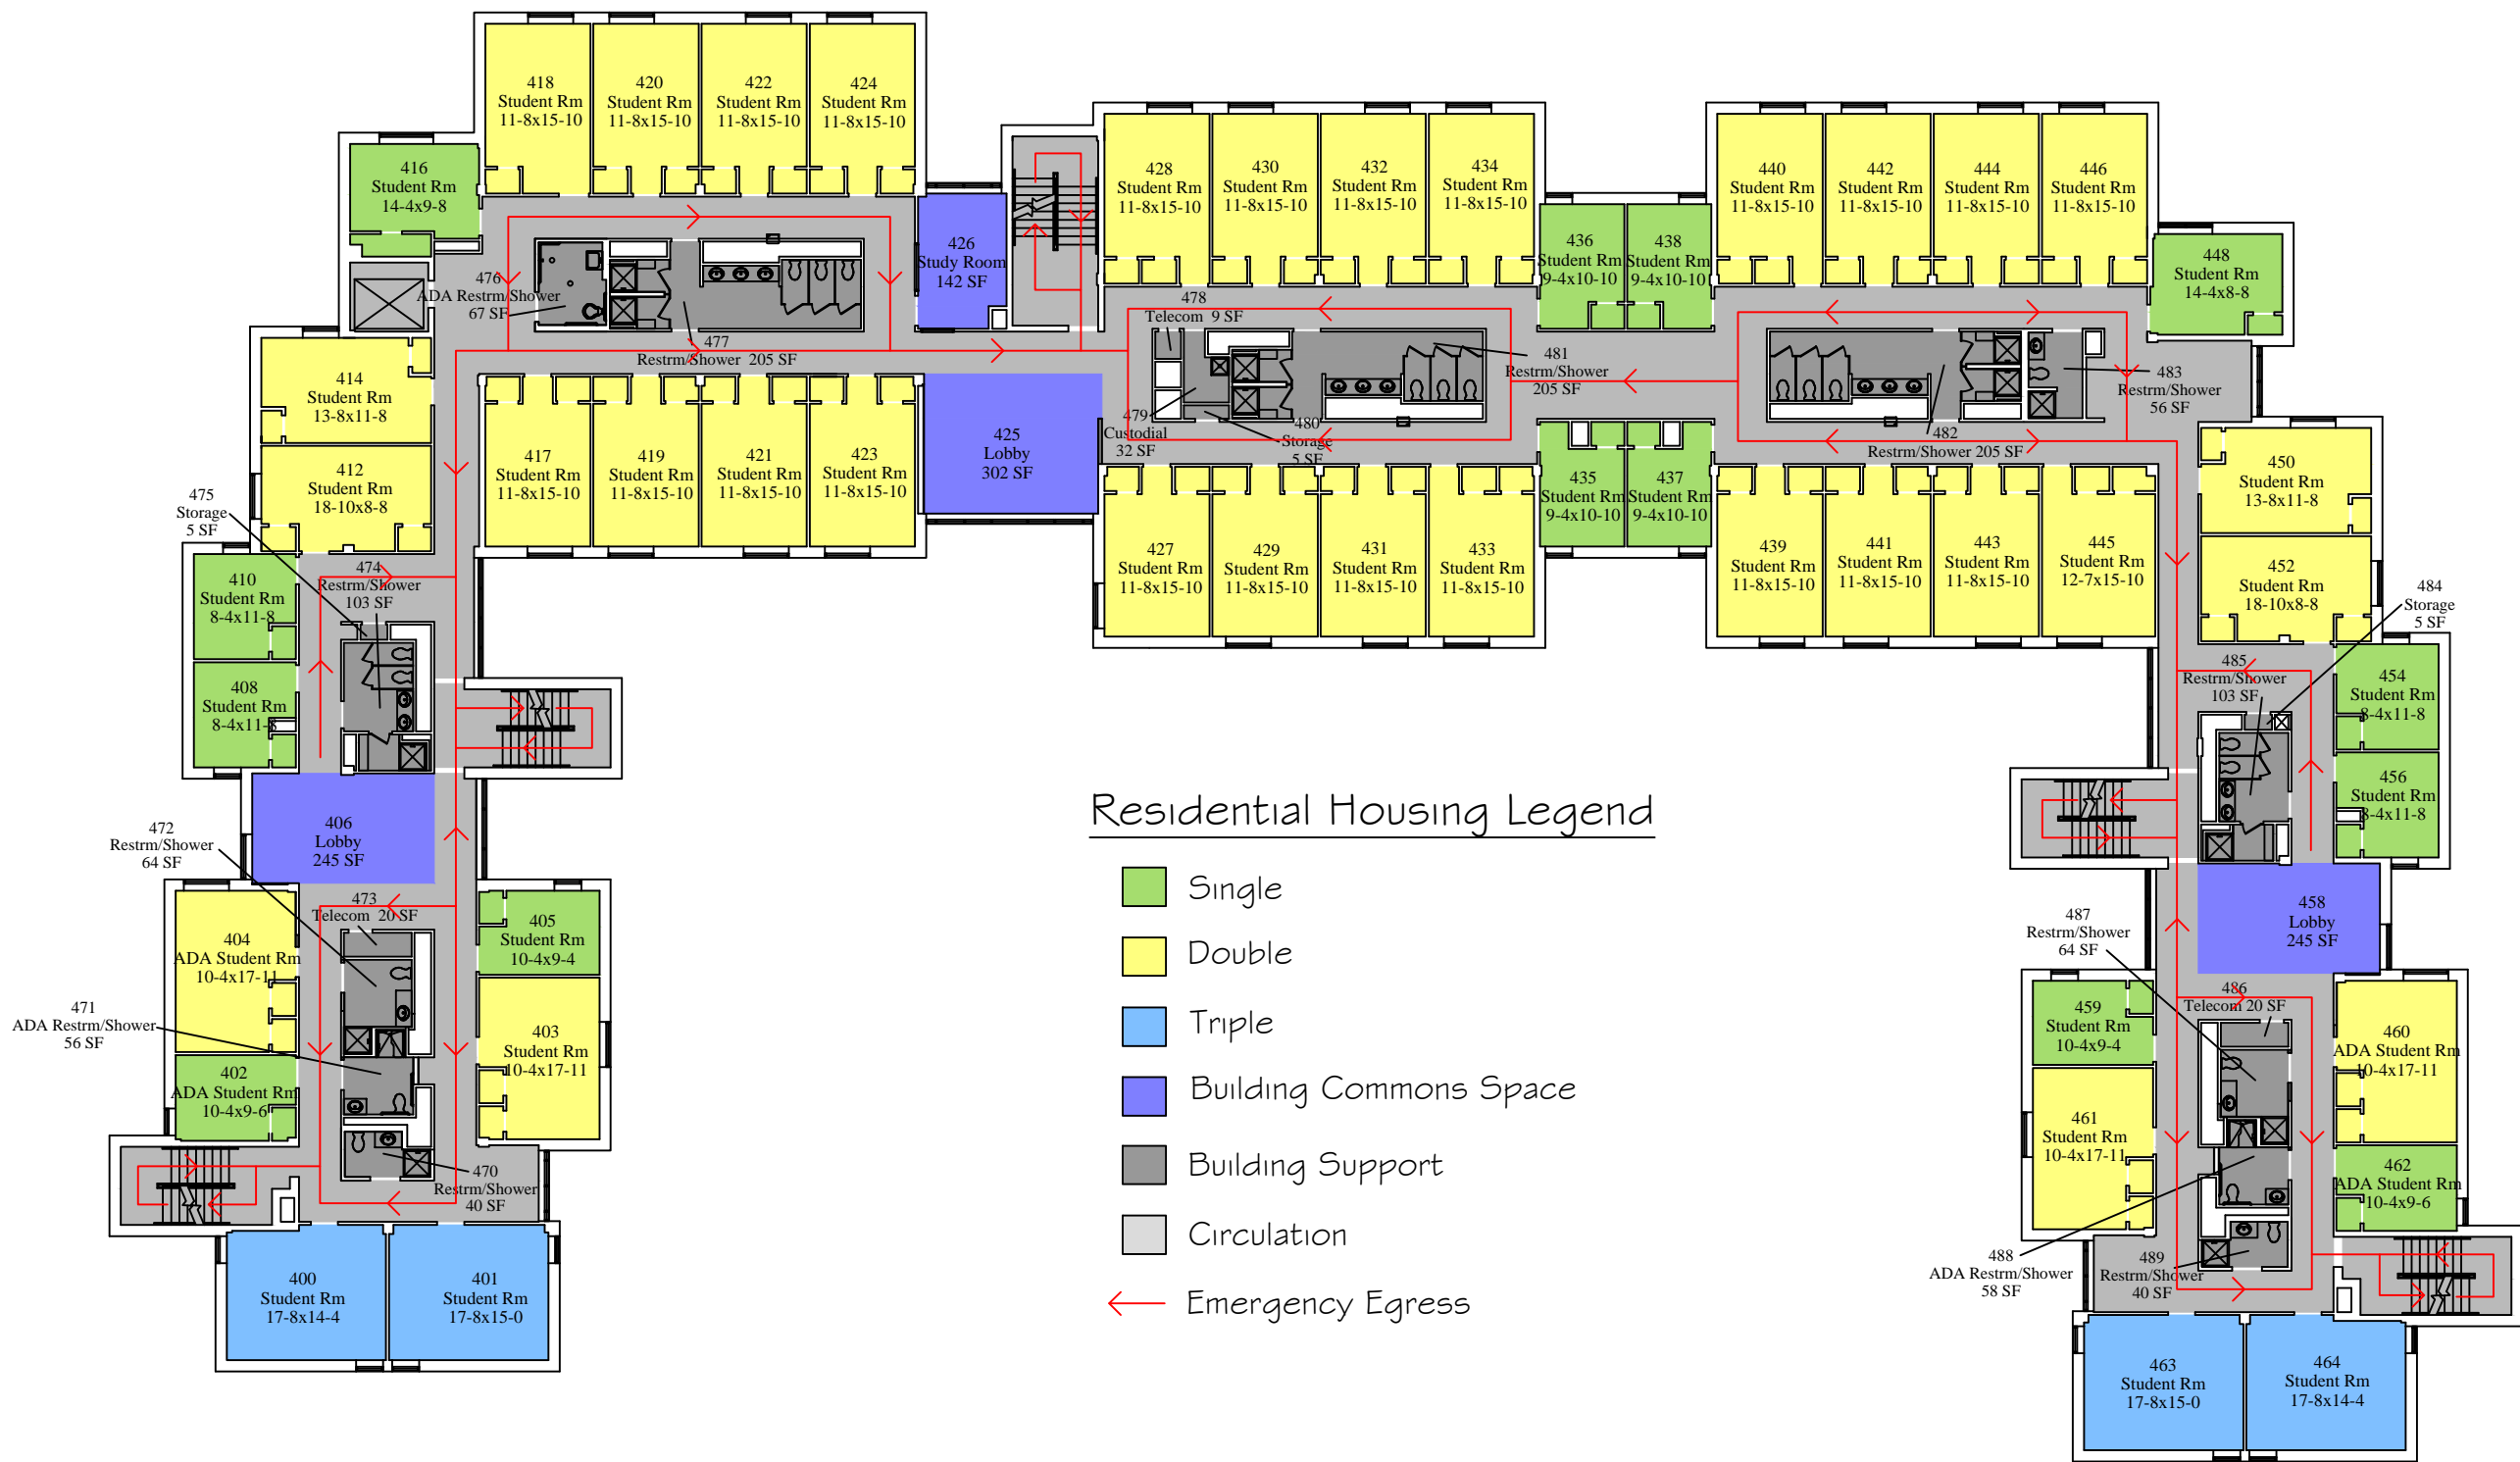 418
Student Rm
11-8x15-10
420
Student Rm
11-8x15-10
422
Student Rm
11-8x15-10
424
Student Rm
11-8x15-10
416
Student Rm
14-4x9-8
428
Student Rm
11-8x15-10
430
Student Rm
11-8x15-10
432
Student Rm
11-8x15-10
434
Student Rm
11-8x15-10
440
Student Rm
11-8x15-10
442
Student Rm
11-8x15-10
444
Student Rm
11-8x15-10
446
Student Rm
11-8x15-10
436
Student Rm
9-4x10-10
438
Student Rm
9-4x10-10
448
Student Rm
14-4x8-8
426
Study Room
142 SF
476
ADA Restrm/Shower
67 SF
477
Restrm/Shower 205 SF
478
Telecom 9 SF
481
Restrm/Shower
205 SF
483
Restrm/Shower
56 SF
479
Custodial
32 SF
480
Storage
5 SF
482
Restrm/Shower 205 SF
414
Student Rm
13-8x11-8
412
Student Rm
18-10x8-8
417
Student Rm
11-8x15-10
419
Student Rm
11-8x15-10
421
Student Rm
11-8x15-10
423
Student Rm
11-8x15-10
425
Lobby
302 SF
427
Student Rm
11-8x15-10
429
Student Rm
11-8x15-10
431
Student Rm
11-8x15-10
433
Student Rm
11-8x15-10
435
Student Rm
9-4x10-10
437
Student Rm
9-4x10-10
439
Student Rm
11-8x15-10
441
Student Rm
11-8x15-10
443
Student Rm
11-8x15-10
445
Student Rm
12-7x15-10
450
Student Rm
13-8x11-8
452
Student Rm
18-10x8-8
475
Storage
5 SF
474
Restrm/Shower
103 SF
410
Student Rm
8-4x11-8
408
Student Rm
8-4x11-8
484
Storage
5 SF
485
Restrm/Shower
103 SF
454
Student Rm
8-4x11-8
456
Student Rm
8-4x11-8
406
Lobby
245 SF
472
Restrm/Shower
64 SF
473
Telecom 20 SF
404
ADA Student Rm
10-4x17-11
405
Student Rm
10-4x9-4
403
Student Rm
10-4x17-11
471
ADA Restrm/Shower
56 SF
402
ADA Student Rm
10-4x9-6
470
Restrm/Shower
40 SF
400
Student Rm
17-8x14-4
401
Student Rm
17-8x15-0
Residential Housing Legend
Single
Double
Triple
Building Commons Space
Building Support
Circulation
Emergency Egress
458
Lobby
245 SF
487
Restrm/Shower
64 SF
486
Telecom 20 SF
459
Student Rm
10-4x9-4
460
ADA Student Rm
10-4x17-11
461
Student Rm
10-4x17-11
462
ADA Student Rm
10-4x9-6
488
ADA Restrm/Shower
58 SF
489
Restrm/Shower
40 SF
463
Student Rm
17-8x15-0
464
Student Rm
17-8x14-4